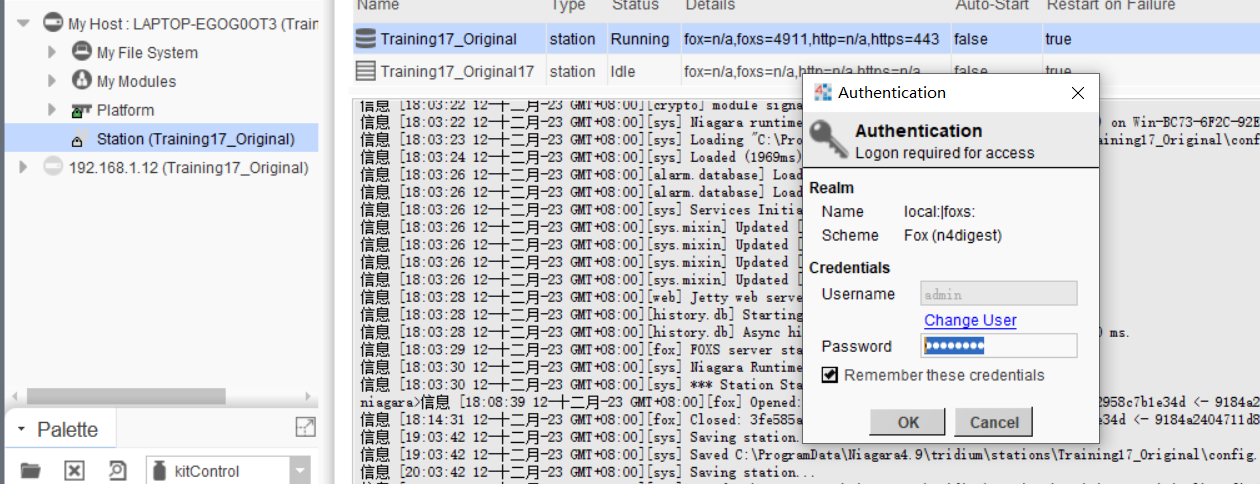 My Host : LAPTOP-EGOG0OT3 (Traini
My File System
My Modules
Platform
Station (Training17_Original)
192.168.1.12 (Training17_Original)
Palette
kitControl
Name Type Status Details Auto-Start Restart on Failure
Training17_Original station Running fox=n/a,foxs=4911,http=n/a,https=443 false true
Training17_Original17 station Idle fox=n/a,foxs=n/a,http=n/a,https=n/a false true
信息 [18:03:22 12-十二月-23 GMT+08:00][crypto] module signa
信息 [18:03:22 12-十二月-23 GMT+08:00][sys] Niagara runtime ) on Win-BC73-6F2C-92E
信息 [18:03:23 12-十二月-23 GMT+08:00][sys] Loading "C:\Pro aining17_Original\conf
信息 [18:03:24 12-十二月-23 GMT+08:00][sys] Loaded (1969ms)
信息 [18:03:26 12-十二月-23 GMT+08:00][alarm.database] Load
信息 [18:03:26 12-十二月-23 GMT+08:00][alarm.database] Load
信息 [18:03:26 12-十二月-23 GMT+08:00][sys] Services Initia
信息 [18:03:26 12-十二月-23 GMT+08:00][sys.mixin] Updated [
信息 [18:03:26 12-十二月-23 GMT+08:00][sys.mixin] Updated [
信息 [18:03:26 12-十二月-23 GMT+08:00][sys.mixin] Updated [
信息 [18:03:26 12-十二月-23 GMT+08:00][sys.mixin] Updated [
信息 [18:03:28 12-十二月-23 GMT+08:00][web] Jetty web serve
信息 [18:03:28 12-十二月-23 GMT+08:00][history.db] Starting
信息 [18:03:28 12-十二月-23 GMT+08:00][history.db] Async hi ms.
信息 [18:03:29 12-十二月-23 GMT+08:00][fox] FOXS server sta
信息 [18:03:30 12-十二月-23 GMT+08:00][sys] Niagara Runtime
信息 [18:03:30 12-十二月-23 GMT+08:00][sys] *** Station Sta
niagara>信息 [18:08:39 12-十二月-23 GMT+08:00][fox] Opened: 2958c7b1e34d <- 9184a2
信息 [18:14:31 12-十二月-23 GMT+08:00][fox] Closed: 3fe585a e34d <- 9184a2404711d8
信息 [19:03:42 12-十二月-23 GMT+08:00][sys] Saving station.
信息 [19:03:42 12-十二月-23 GMT+08:00][sys] Saved C:\ProgramData\Niagara4.9\tridium\stations\Training17_Original\config.
信息 [20:03:42 12-十二月-23 GMT+08:00][sys] Saving station...
Authentication
Authentication
Logon required for access
Realm
Name local:|foxs:
Scheme Fox (n4digest)
Credentials
Username admin
Change User
Password
Remember these credentials
OK Cancel